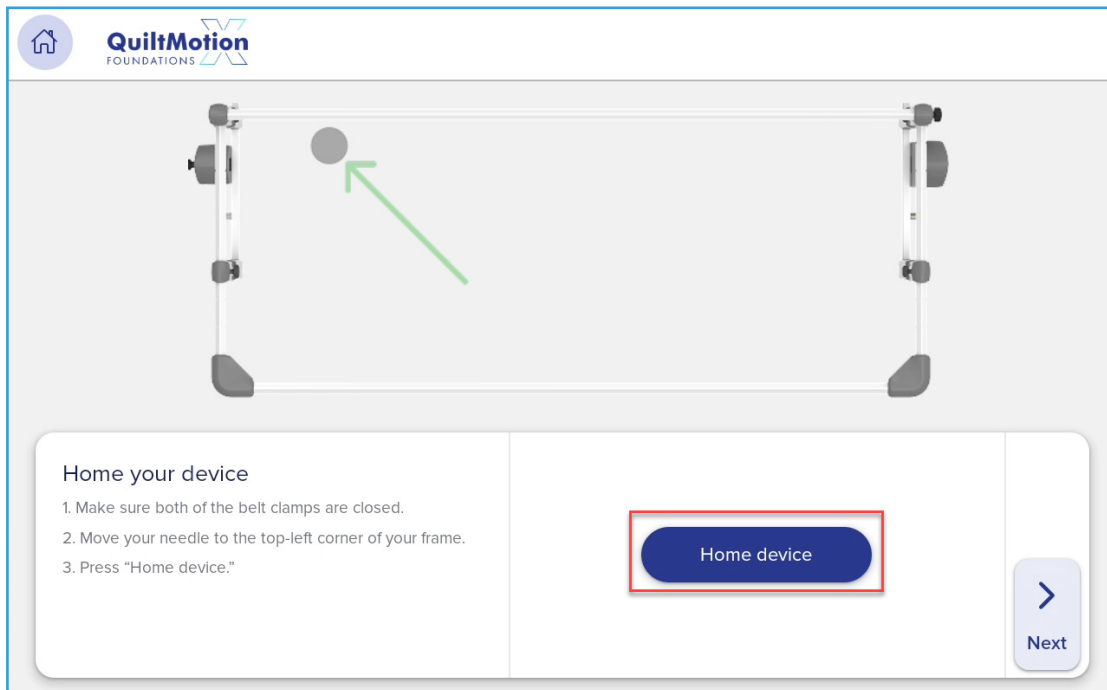 QuiltMotion
FOUNDATIONS
Home your device
1. Make sure both of the belt clamps are closed.
2. Move your needle to the top-left corner of your frame.
3. Press “Home device.”
Home device
Next